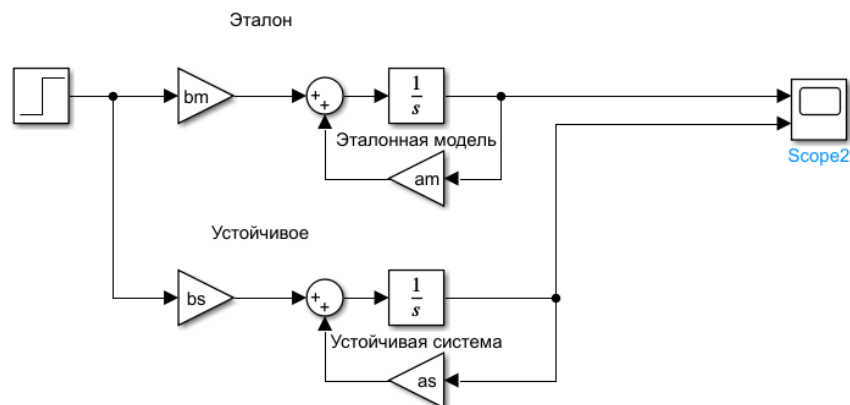 Эталон
bm
+
+
1
s
Эталонная модель
am
Scope2
Устойчивое
bs
+
+
1
s
Устойчивая система
as